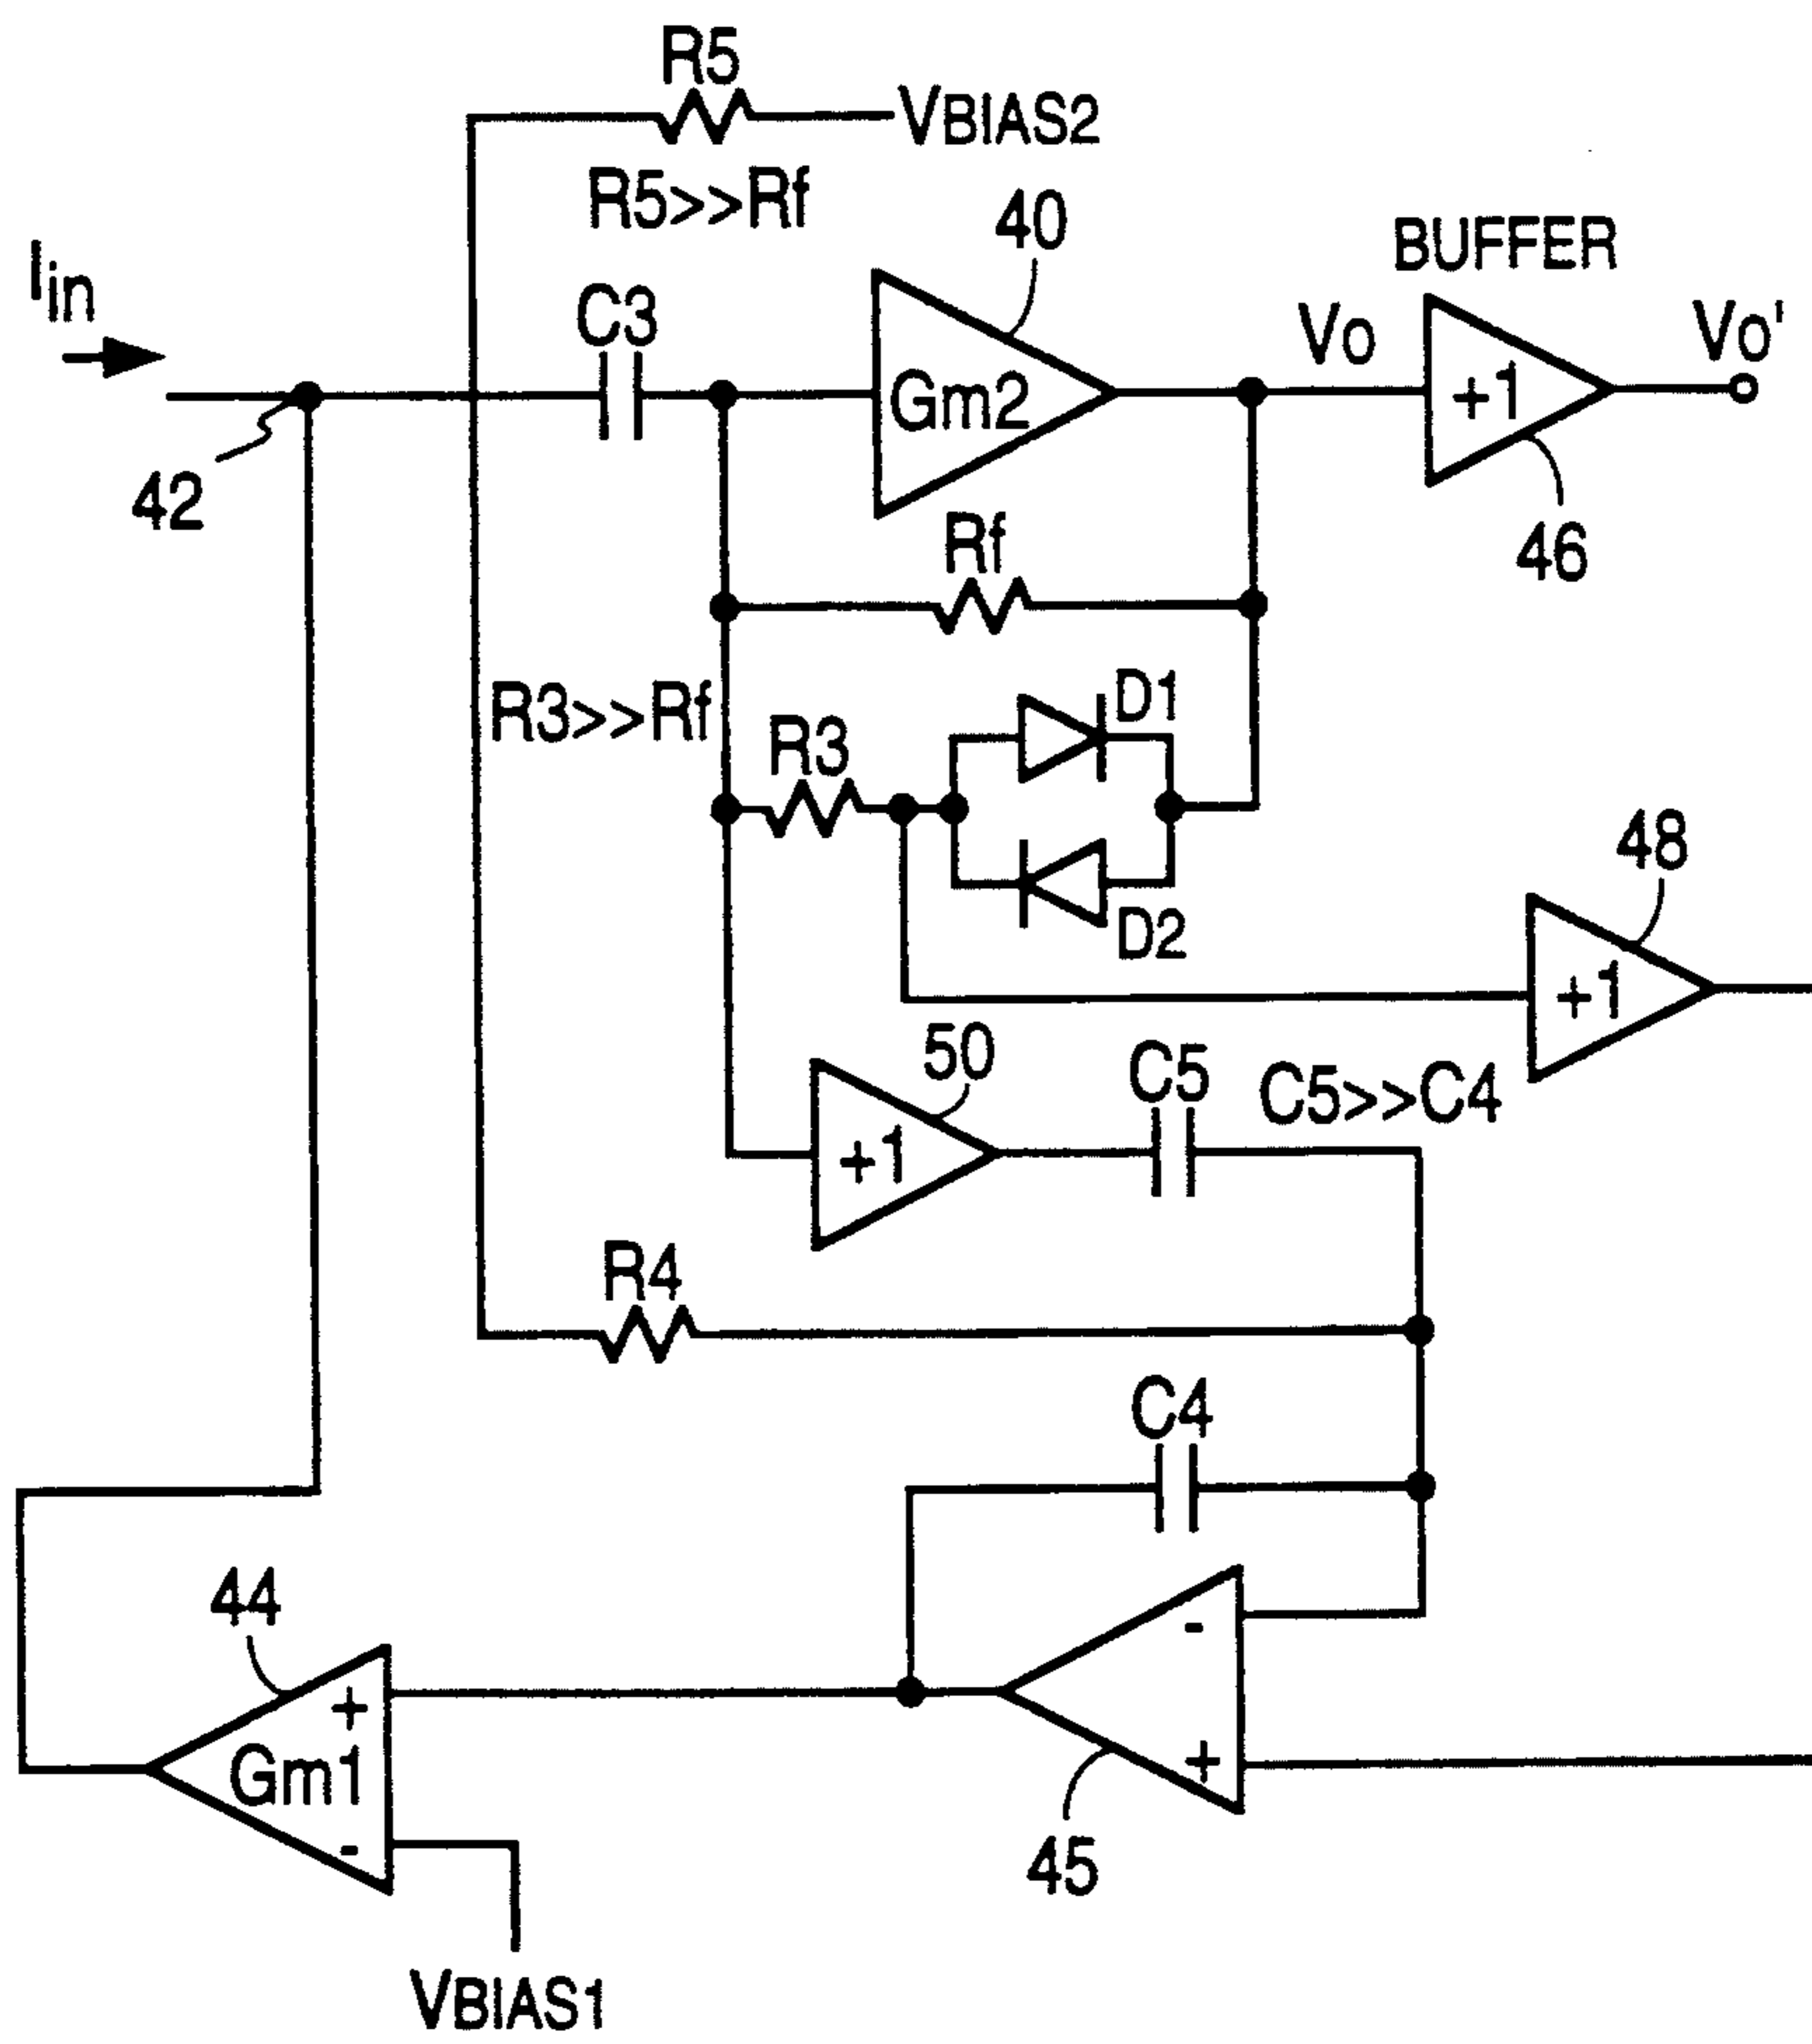 R5
VBIAS2
R5>>Rf
40
BUFFER
Iin
C3
Vo
Vo'
Gm2
+1
42
46
Rf
D1
R3>>Rf
R3
48
D2
+1
50
C5
C5>>C4
+1
R4
C4
44
-
+
Gm1
+
-
45
VBIAS1